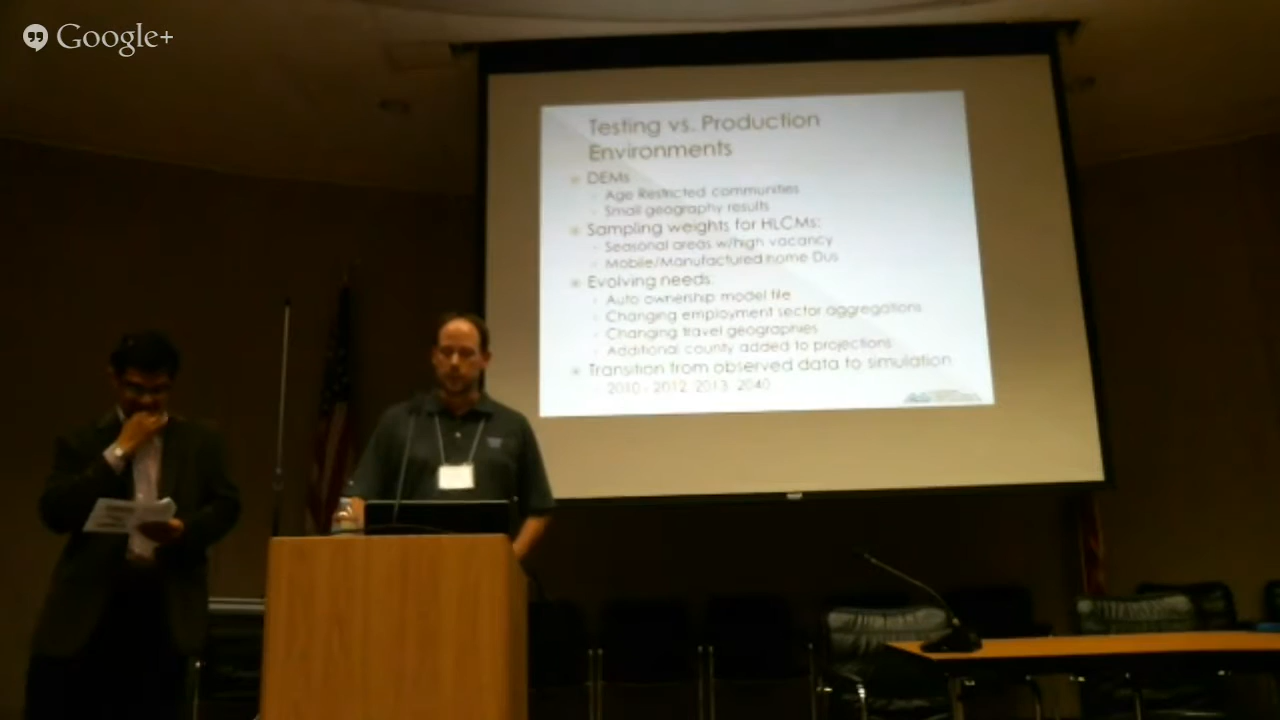 Google+
Testing vs. Production
Environments
DEMs
Age Restricted communities
Small geography results
Sampling weights for HLCMs:
Seasonal areas w/high vacancy
Mobile/Manufactured home DUs
Evolving needs:
Auto ownership model file
Changing employment sector aggregations
Changing travel geographies
Additional county added to projections
Transition from observed data to simulation
2010 - 2012, 2013, 2040